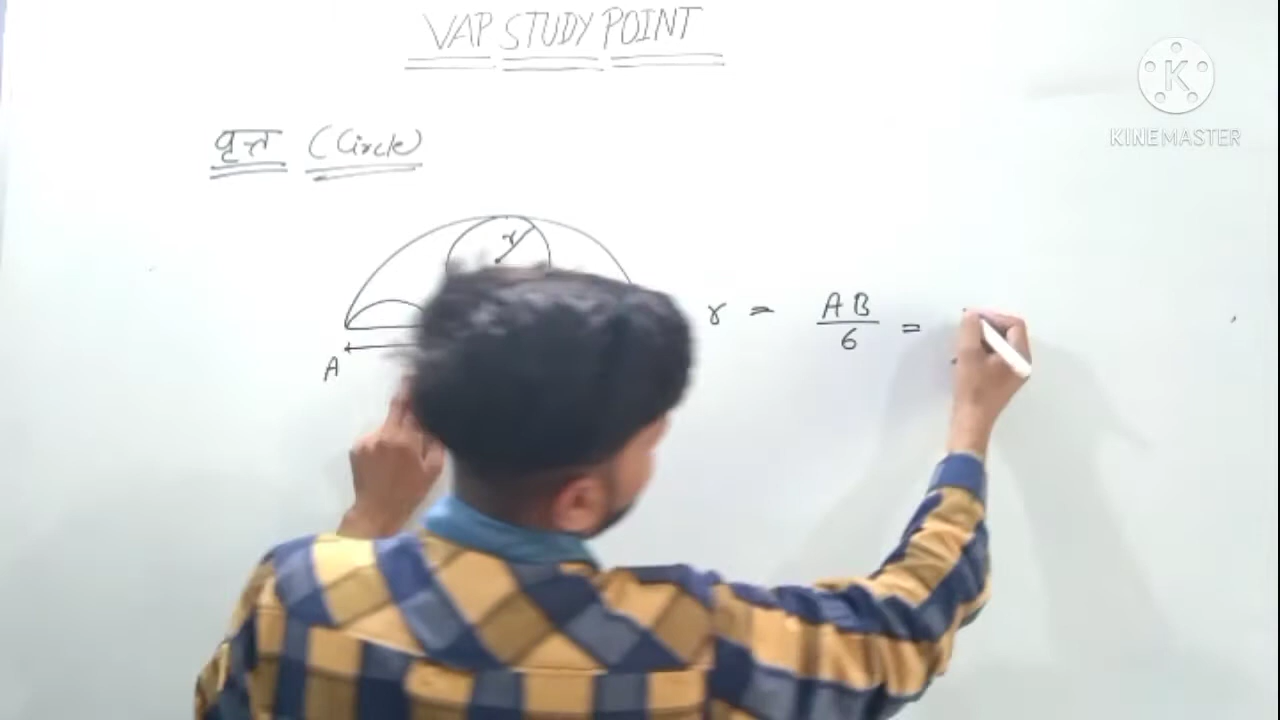 VAP STUDY POINT
K
KINEMASTER
वृत्त (Circle)
r
r = AB/6 =
A